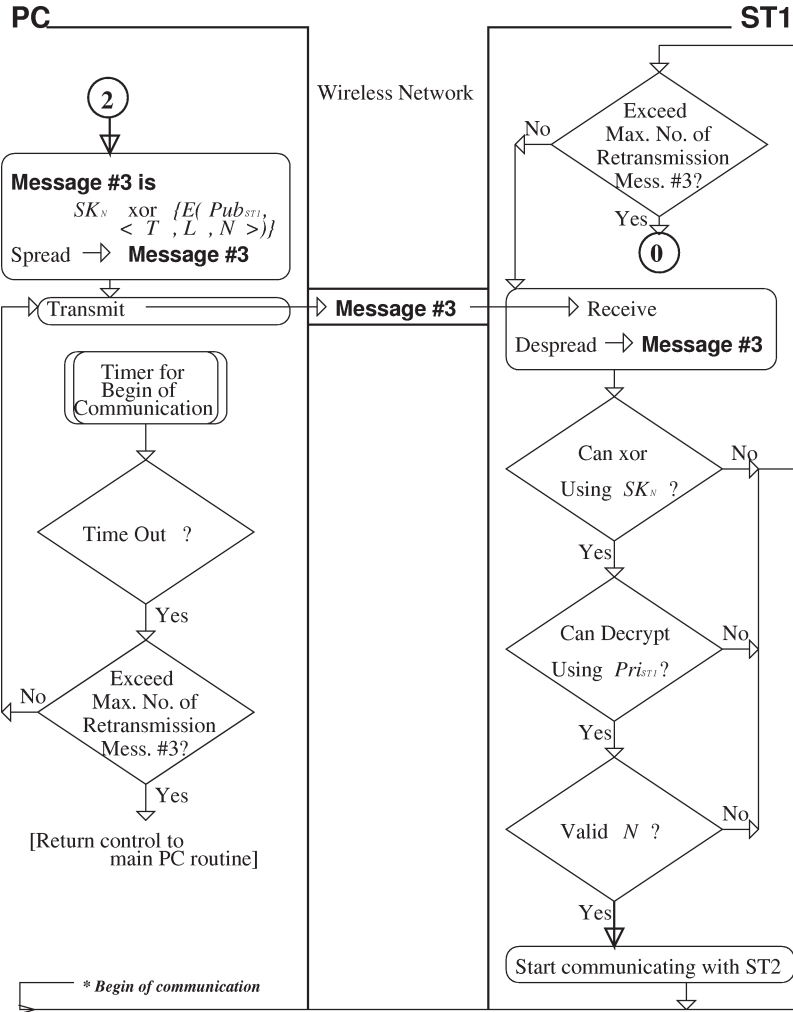 PC
ST1
Wireless Network
2
Message #3 is
SKN xor {E( PubST1,
< T , L , N >)}
Spread Message #3
Transmit
Message #3
Timer for
Begin of
Communication
Time Out ?
Yes
Exceed
Max. No. of
Retransmission
Mess. #3?
No
Yes
[Return control to
main PC routine]
* Begin of communication
Exceed
Max. No. of
Retransmission
Mess. #3?
No
Yes
0
Receive
Despread Message #3
Can xor
Using SKN ?
No
Yes
Can Decrypt
Using PriST1?
No
Yes
Valid N ?
No
Yes
Start communicating with ST2